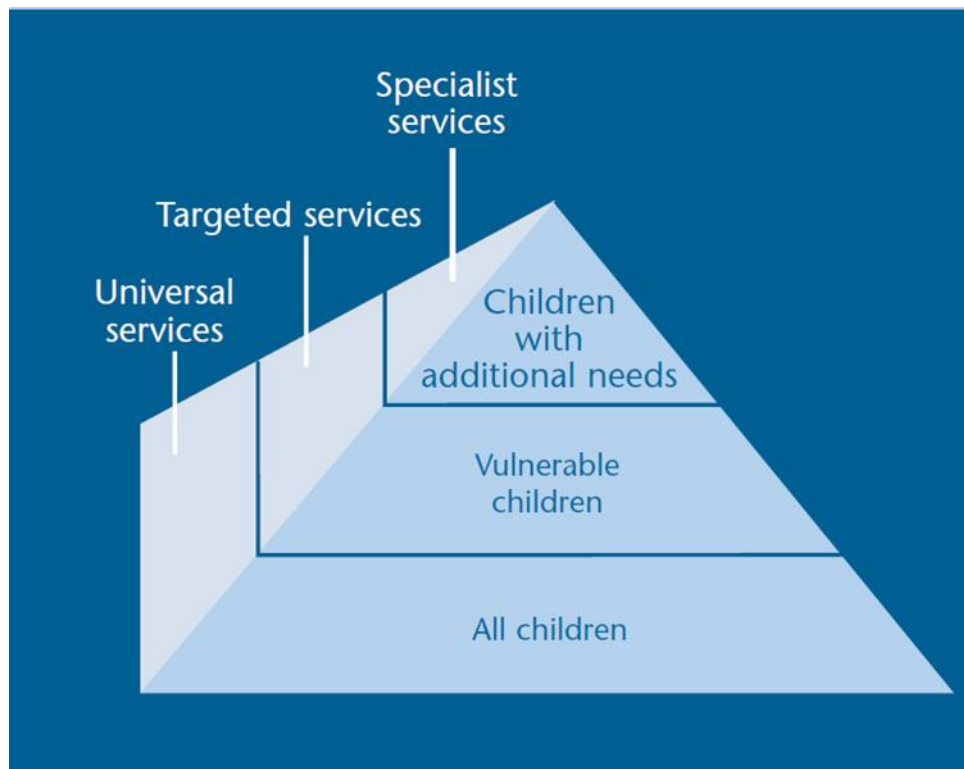 Specialist
services
Targeted services
Universal
services
Children
with
additional needs
Vulnerable
children
All children